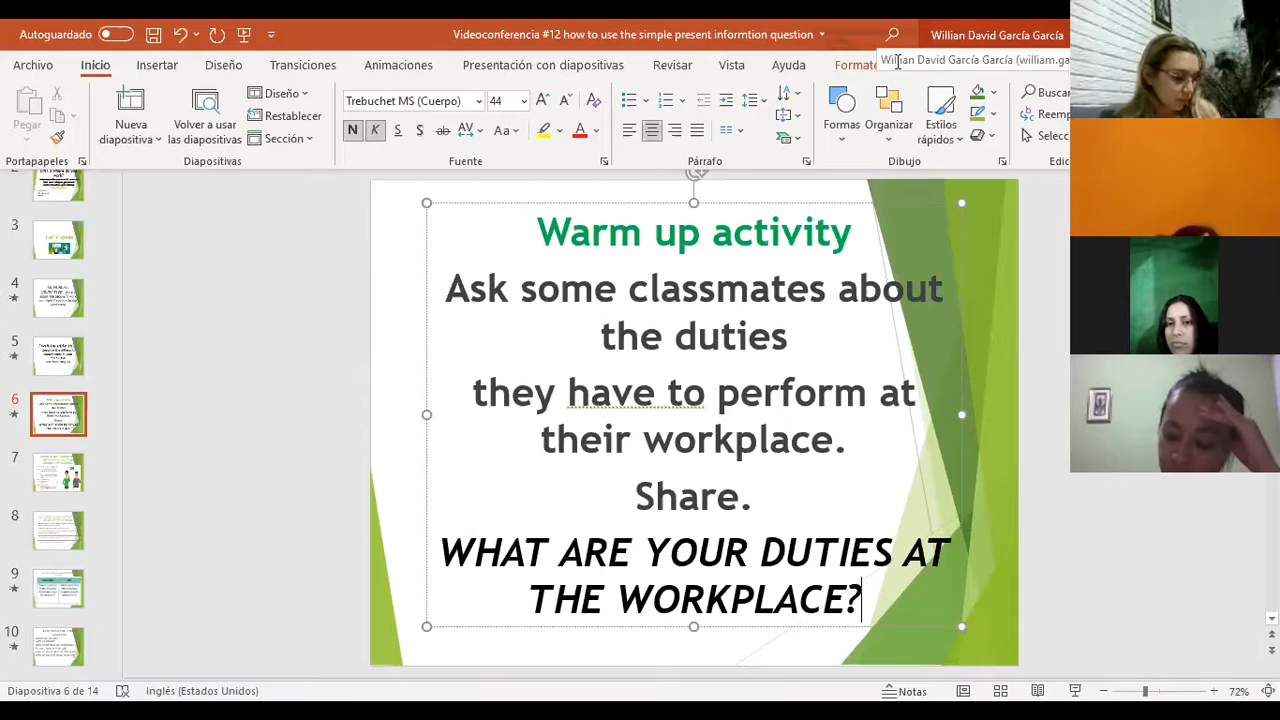 Autoguardado
Videoconferencia #12 how to use the simple present informtion question
Willian David García García
Archivo Inicio Insertar Diseño Transiciones Animaciones Presentación con diapositivas Revisar Vista Ayuda Formato
Willian David García García (william.ga
Pegar
Nueva diapositiva
Volver a usar las diapositivas
Diseño
Restablecer
Sección
Trebuchet MS (Cuerpo) 44
N K S S ab AV Aa A
Formas
Organizar
Estilos rápidos
Buscar
Reemp
Selecc
Portapapeles Diapositivas Fuente Párrafo Dibujo Edic
2
3
4
5
6
7
8
9
10
Warm up activity
Ask some classmates about
the duties
they have to perform at
their workplace.
Share.
WHAT ARE YOUR DUTIES AT
THE WORKPLACE?
Diapositiva 6 de 14 Inglés (Estados Unidos) Notas 72%